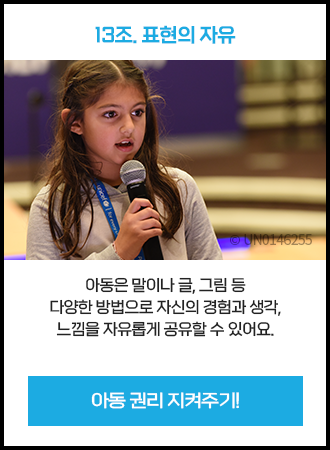 13조. 표현의 자유
unicef
© UN0146255
아동은 말이나 글, 그림 등
다양한 방법으로 자신의 경험과 생각,
느낌을 자유롭게 공유할 수 있어요.
아동 권리 지켜주기!